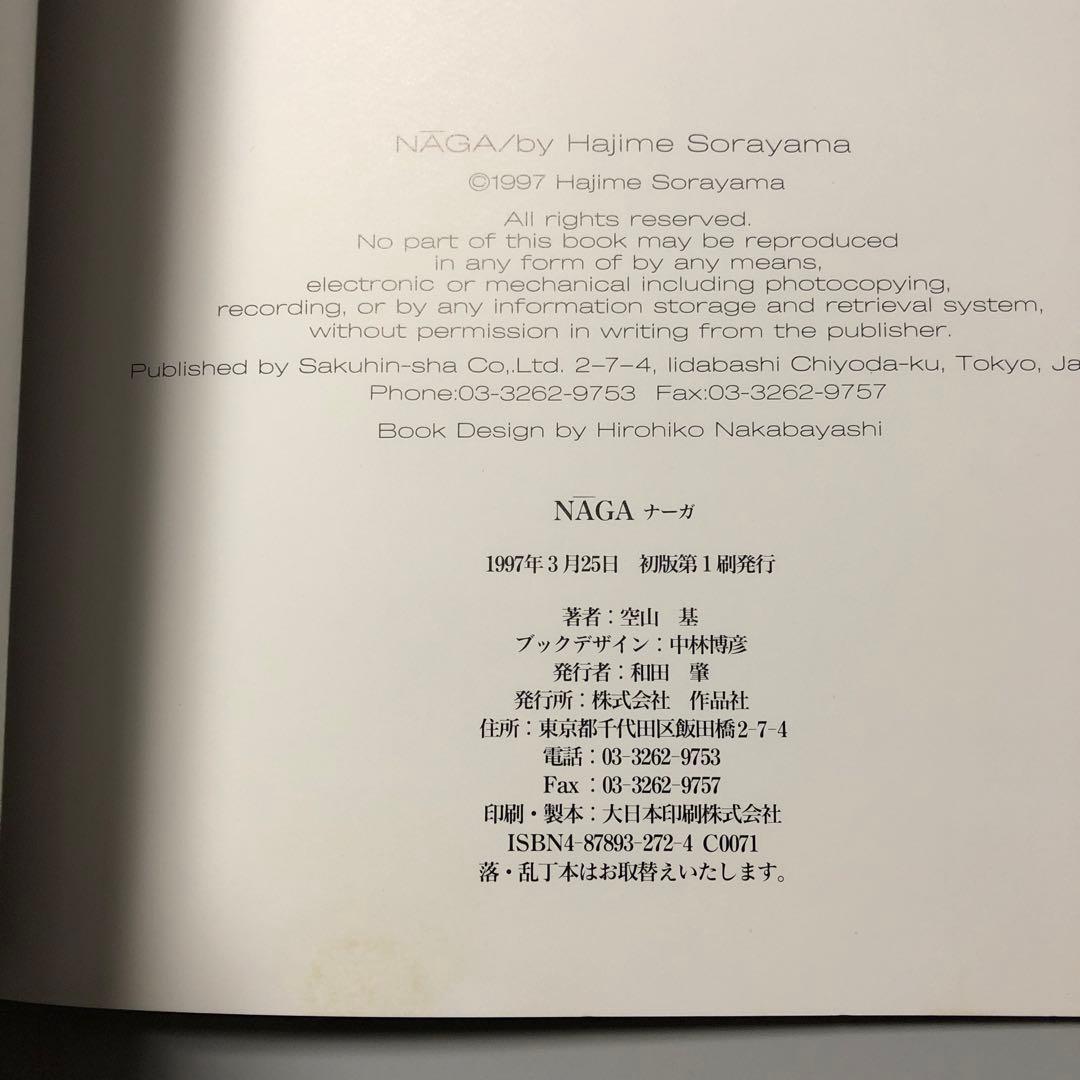 NĀGA/by Hajime Sorayama
©1997 Hajime Sorayama
All rights reserved.
No part of this book may be reproduced
in any form of by any means,
electronic or mechanical including photocopying,
recording, or by any information storage and retrieval system,
without permission in writing from the publisher.
Published by Sakuhin-sha Co,.Ltd. 2-7-4, Iidabashi Chiyoda-ku, Tokyo,
Phone:03-3262-9753 Fax:03-3262-9757
Book Design by Hirohiko Nakabayashi
NĀGA ナーガ
1997年3月25日 初版第1刷発行
著者：空山 基
ブックデザイン：中林博彦
発行者：和田 肇
発行所：株式会社 作品社
住所：東京都千代田区飯田橋2-7-4
電話：03-3262-9753
Fax：03-3262-9757
印刷・製本：大日本印刷株式会社
ISBN4-87893-272-4 C0071
落・乱丁本はお取替えいたします。